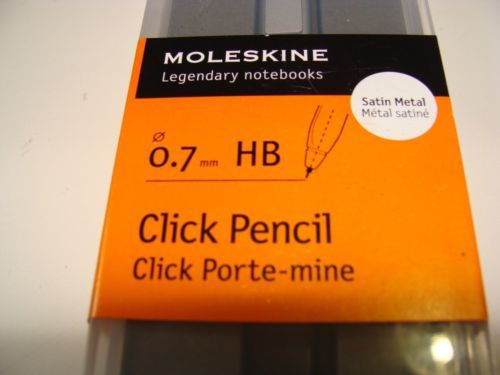 MOLESKINE
Legendary notebooks
Satin Metal
Métal satiné
Ø
0.7 mm HB
Click Pencil
Click Porte-mine